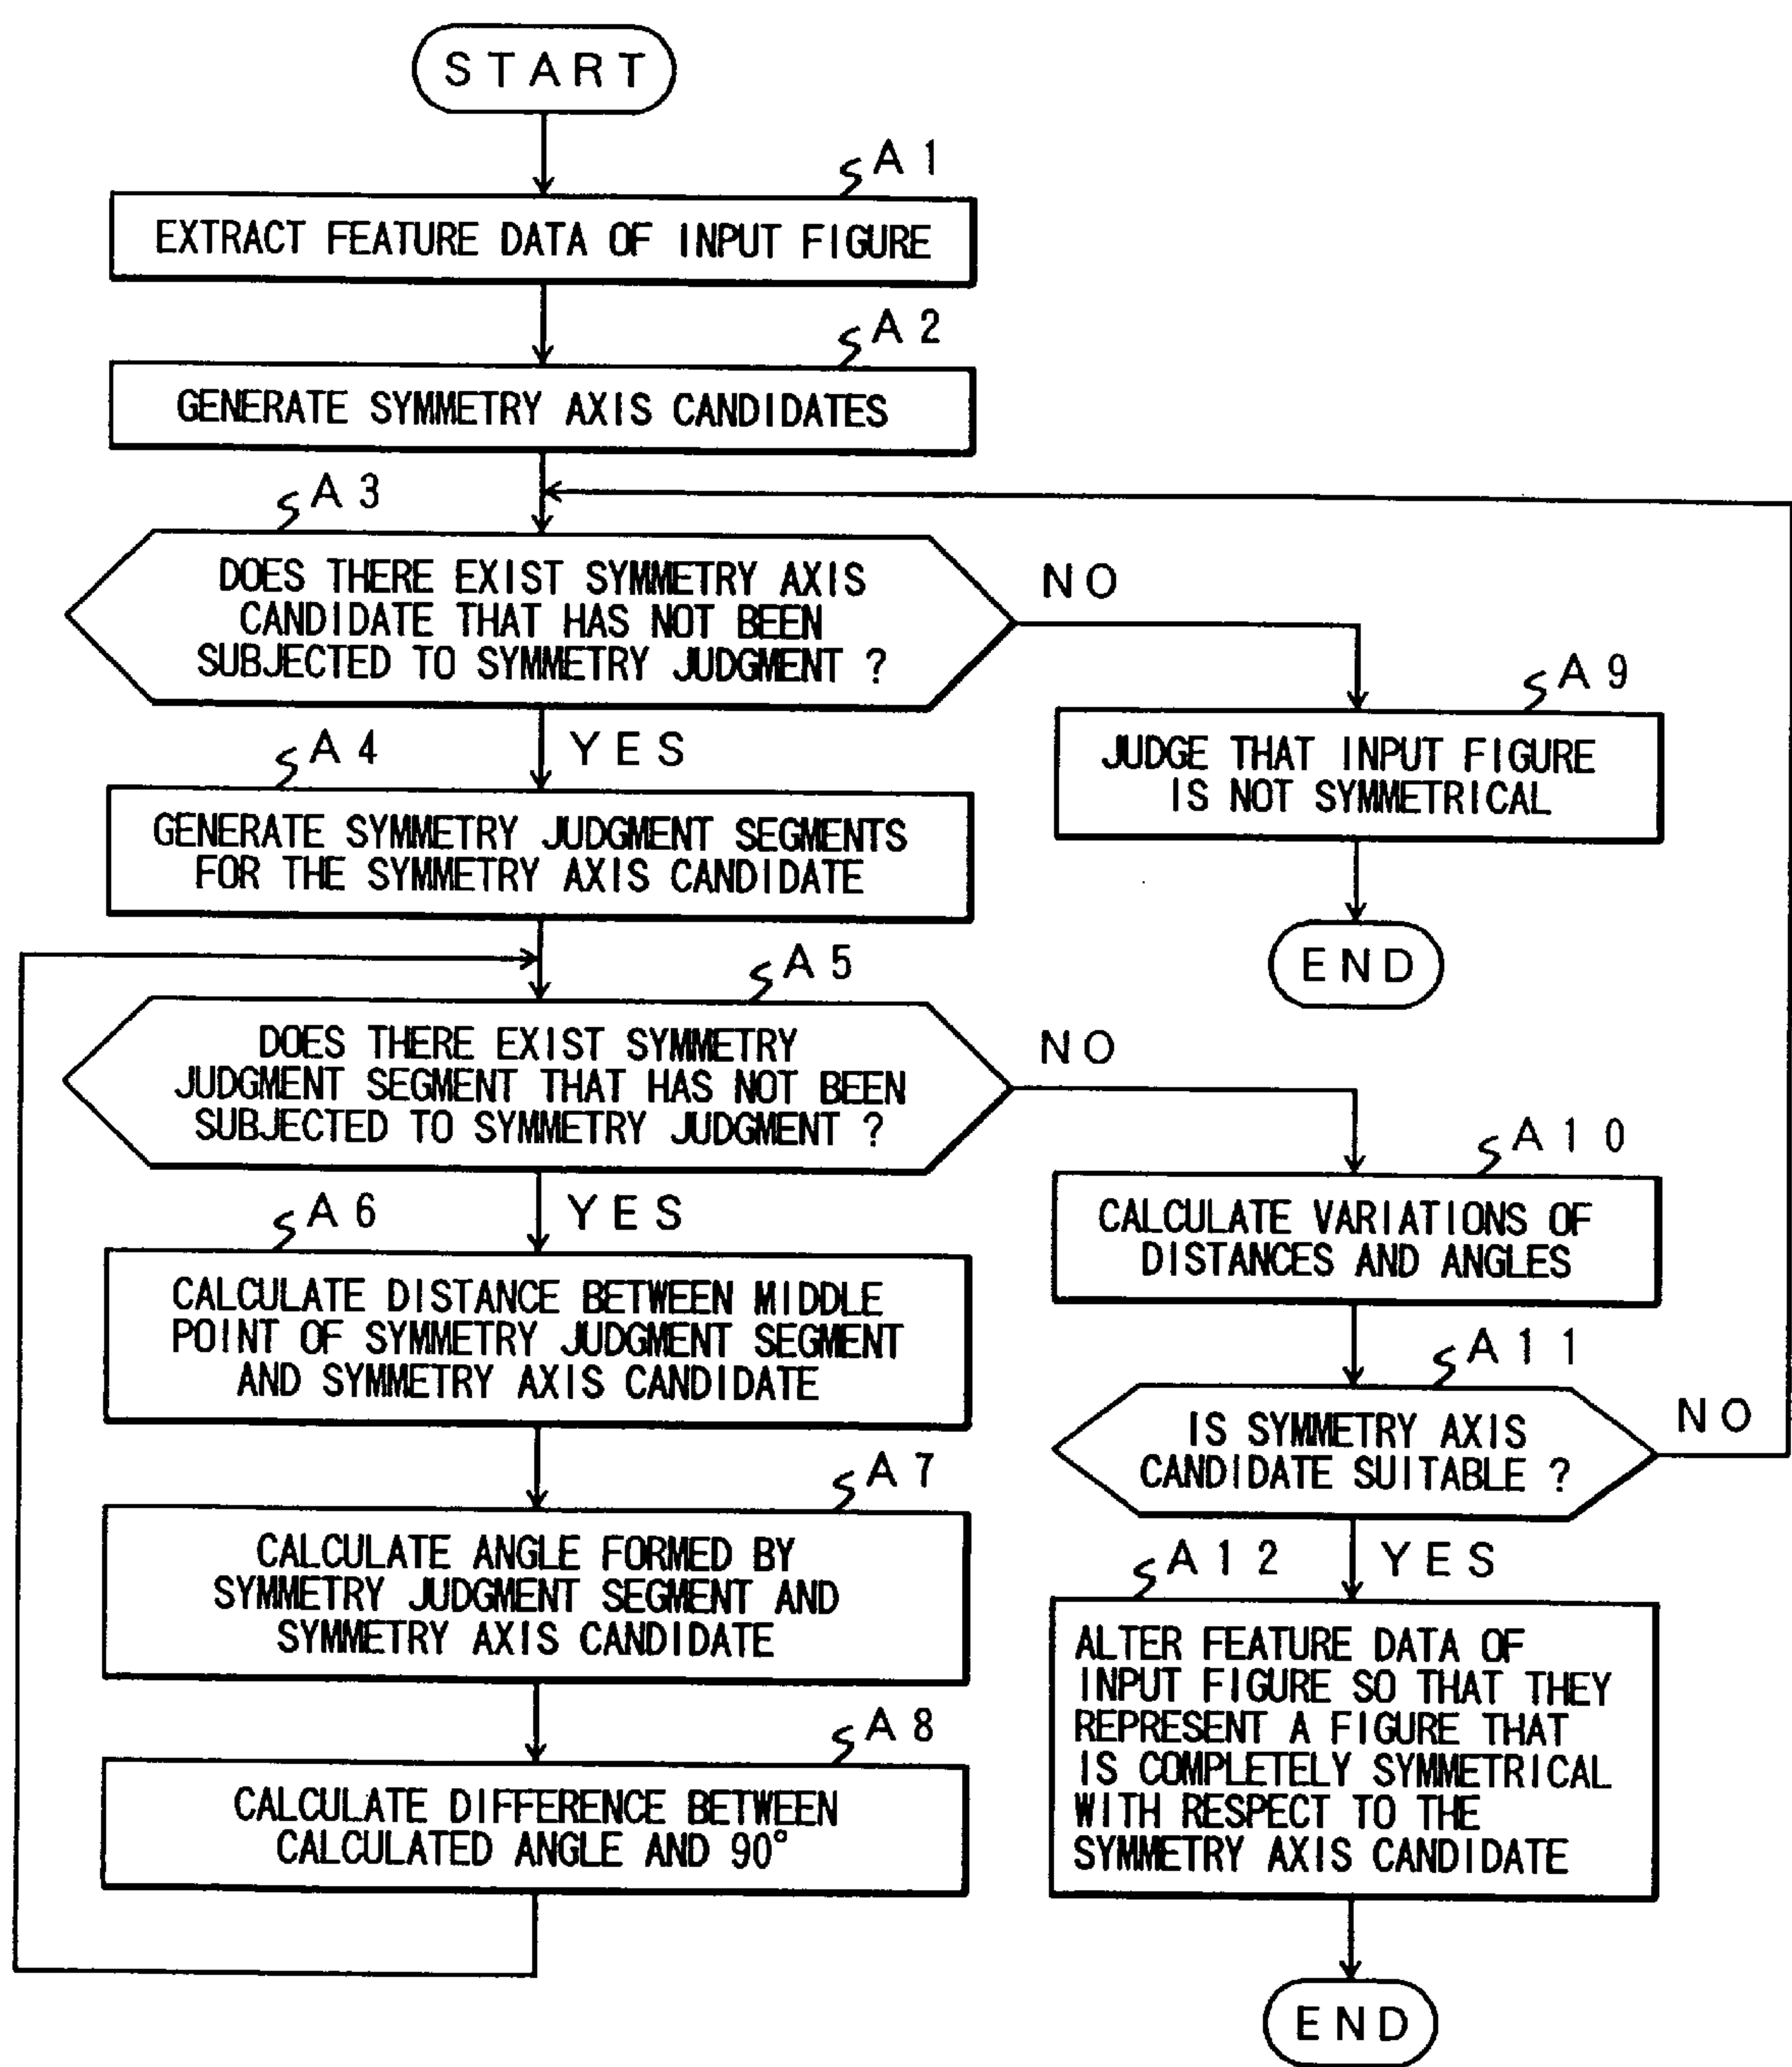 START
A1
EXTRACT FEATURE DATA OF INPUT FIGURE
A2
GENERATE SYMMETRY AXIS CANDIDATES
A3
DOES THERE EXIST SYMMETRY AXIS
CANDIDATE THAT HAS NOT BEEN
SUBJECTED TO SYMMETRY JUDGMENT ?
NO
YES
A9
JUDGE THAT INPUT FIGURE
IS NOT SYMMETRICAL
END
A4
GENERATE SYMMETRY JUDGMENT SEGMENTS
FOR THE SYMMETRY AXIS CANDIDATE
A5
DOES THERE EXIST SYMMETRY
JUDGMENT SEGMENT THAT HAS NOT BEEN
SUBJECTED TO SYMMETRY JUDGMENT ?
NO
YES
A6
CALCULATE DISTANCE BETWEEN MIDDLE
POINT OF SYMMETRY JUDGMENT SEGMENT
AND SYMMETRY AXIS CANDIDATE
A7
CALCULATE ANGLE FORMED BY
SYMMETRY JUDGMENT SEGMENT AND
SYMMETRY AXIS CANDIDATE
A8
CALCULATE DIFFERENCE BETWEEN
CALCULATED ANGLE AND 90°
A10
CALCULATE VARIATIONS OF
DISTANCES AND ANGLES
A11
IS SYMMETRY AXIS
CANDIDATE SUITABLE ?
NO
YES
A12
ALTER FEATURE DATA OF
INPUT FIGURE SO THAT THEY
REPRESENT A FIGURE THAT
IS COMPLETELY SYMMETRICAL
WITH RESPECT TO THE
SYMMETRY AXIS CANDIDATE
END